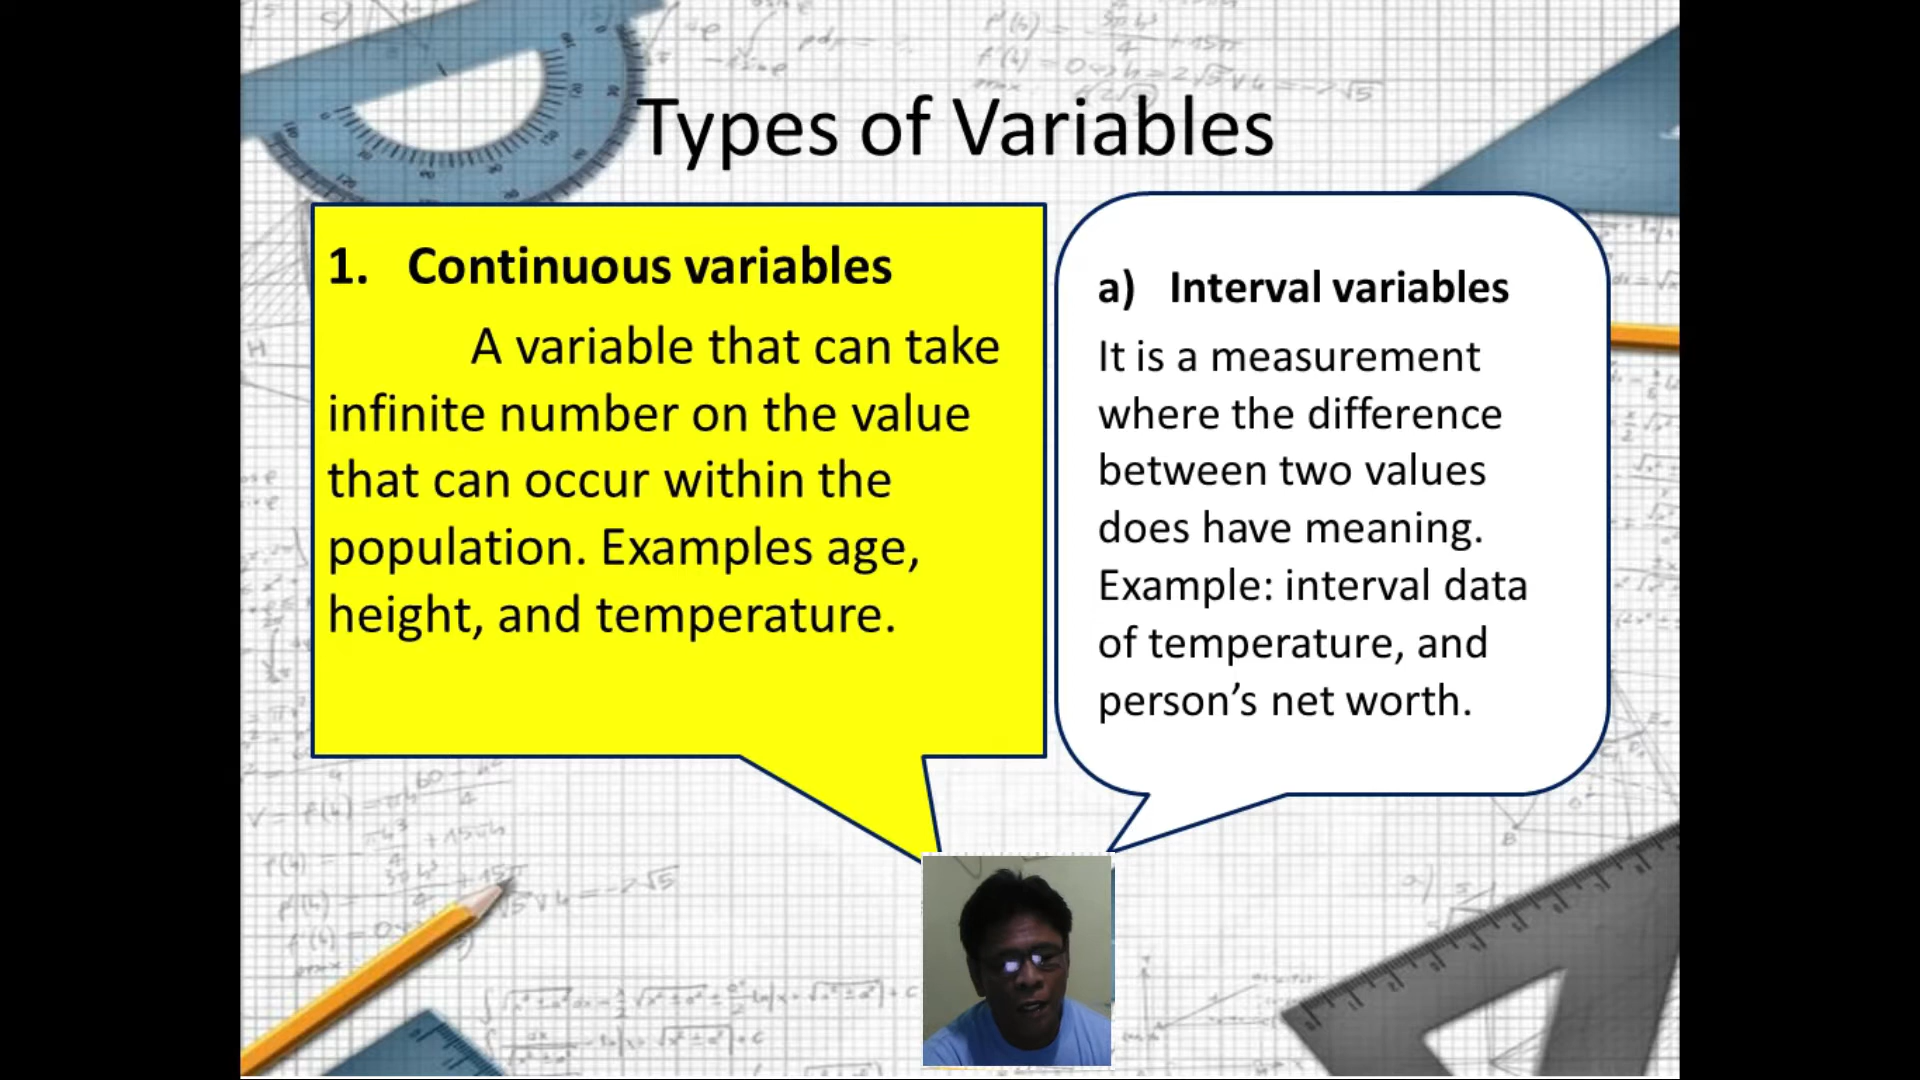 Types of Variables
1. Continuous variables
A variable that can take
infinite number on the value
that can occur within the
population. Examples age,
height, and temperature.
a) Interval variables
It is a measurement
where the difference
between two values
does have meaning.
Example: interval data
of temperature, and
person’s net worth.